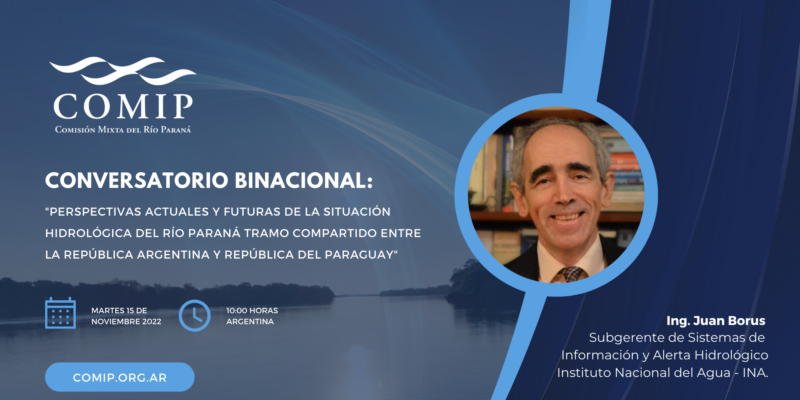 COMIP
COMISIÓN MIXTA DEL RÍO PARANÁ
CONVERSATORIO BINACIONAL:
"PERSPECTIVAS ACTUALES Y FUTURAS DE LA SITUACIÓN
HIDROLÓGICA DEL RÍO PARANÁ TRAMO COMPARTIDO ENTRE
LA REPÚBLICA ARGENTINA Y REPÚBLICA DEL PARAGUAY"
MARTES 15 DE
NOVIEMBRE 2022
10:00 HORAS
ARGENTINA
COMIP.ORG.AR
Ing. Juan Borus
Subgerente de Sistemas de
Información y Alerta Hidrológico
Instituto Nacional del Agua - INA.